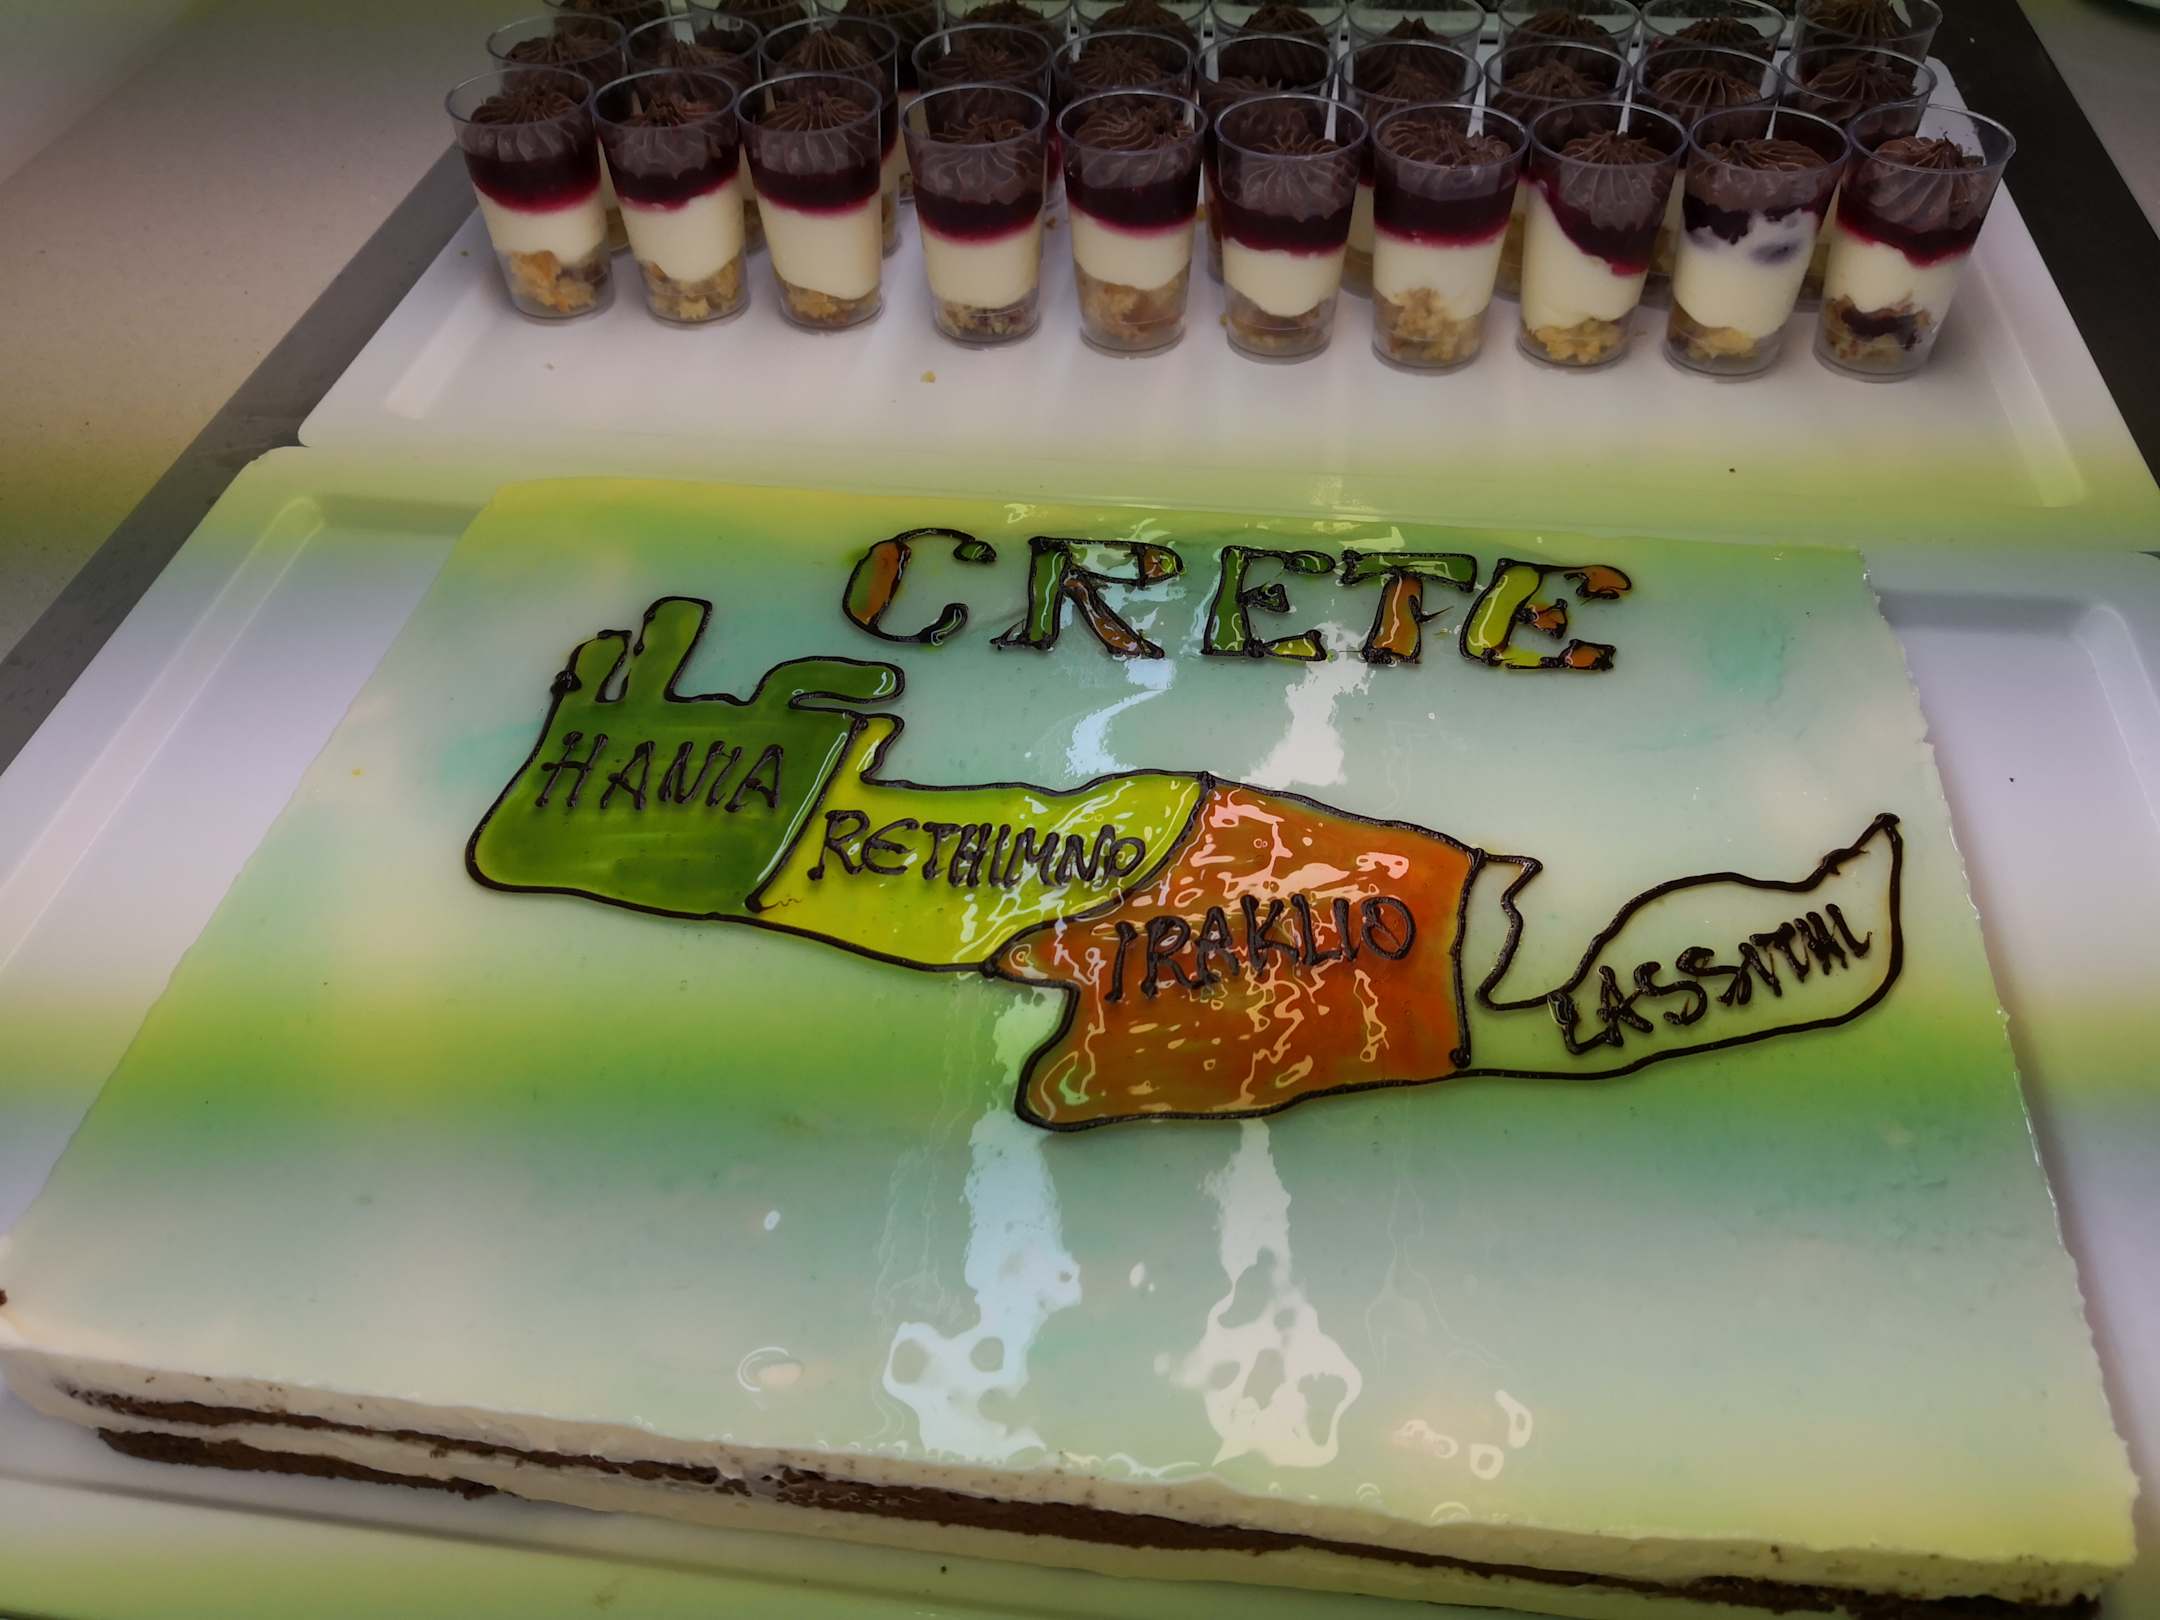 CRETE
HANIA
RETHIMNO
IRAKLIO
LASSITHI